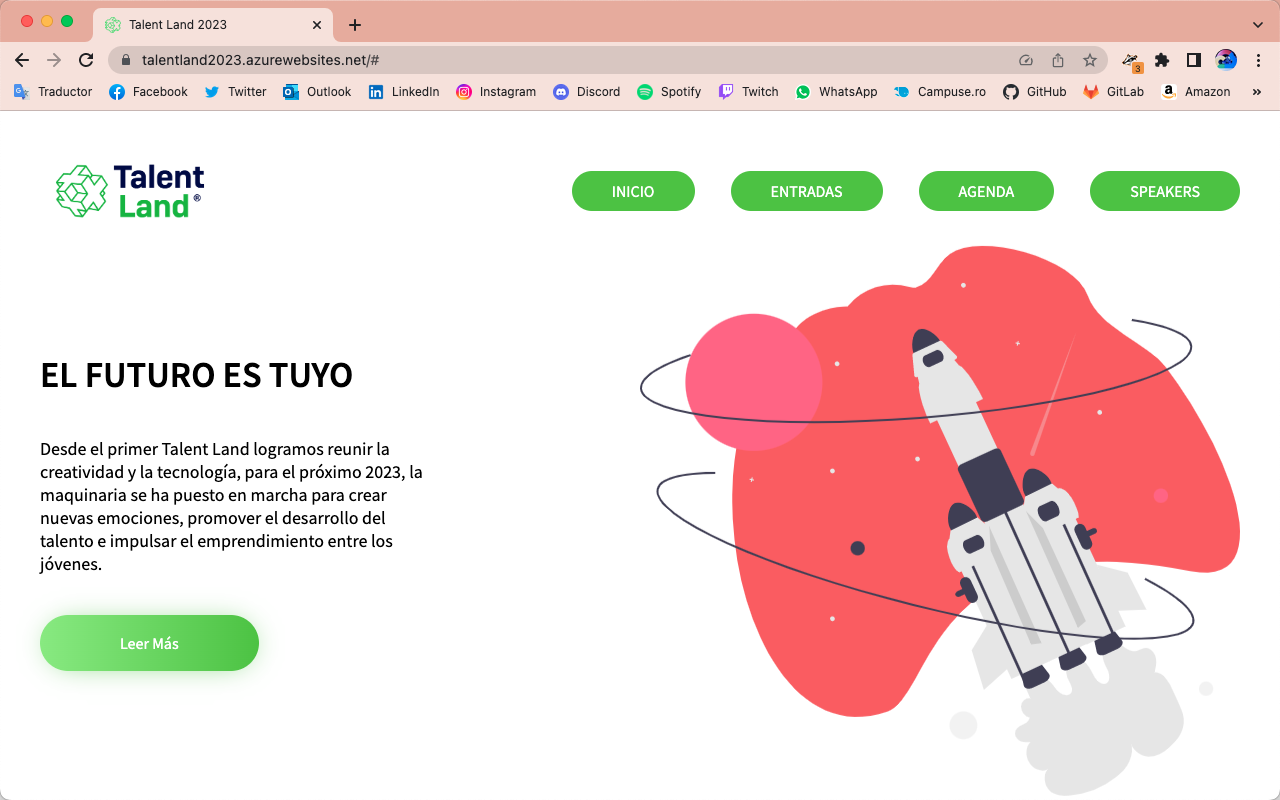 Talent Land 2023
talentland2023.azurewebsites.net/#
3
Traductor Facebook Twitter Outlook LinkedIn Instagram Discord Spotify Twitch WhatsApp Campuse.ro GitHub GitLab Amazon »
Talent
Land ®
INICIO ENTRADAS AGENDA SPEAKERS
EL FUTURO ES TUYO
Desde el primer Talent Land logramos reunir la
creatividad y la tecnología, para el próximo 2023, la
maquinaria se ha puesto en marcha para crear
nuevas emociones, promover el desarrollo del
talento e impulsar el emprendimiento entre los
jóvenes.
Leer Más